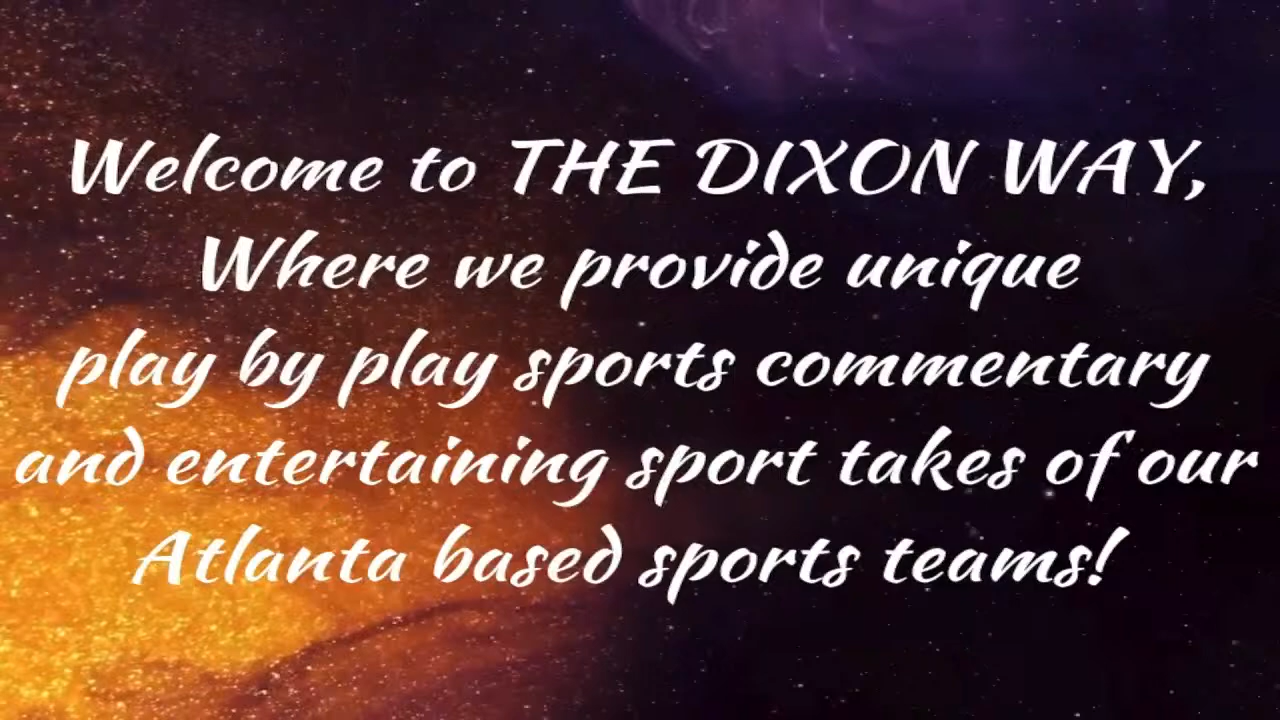 Welcome to THE DIXON WAY,
Where we provide unique
play by play sports commentary
and entertaining sport takes of our
Atlanta based sports teams!